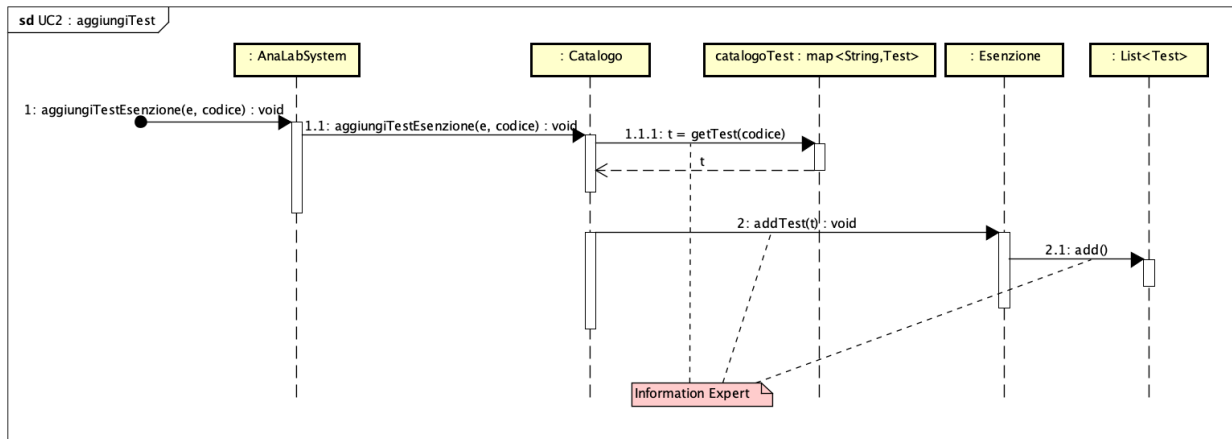 sd UC2 : aggiungiTest
: AnaLabSystem
: Catalogo
catalogoTest : map<String,Test>
: Esenzione
: List<Test>
1: aggiungiTestEsenzione(e, codice) : void
1.1: aggiungiTestEsenzione(e, codice) : void
1.1.1: t = getTest(codice)
t
2: addTest(t) : void
2.1: add()
Information Expert